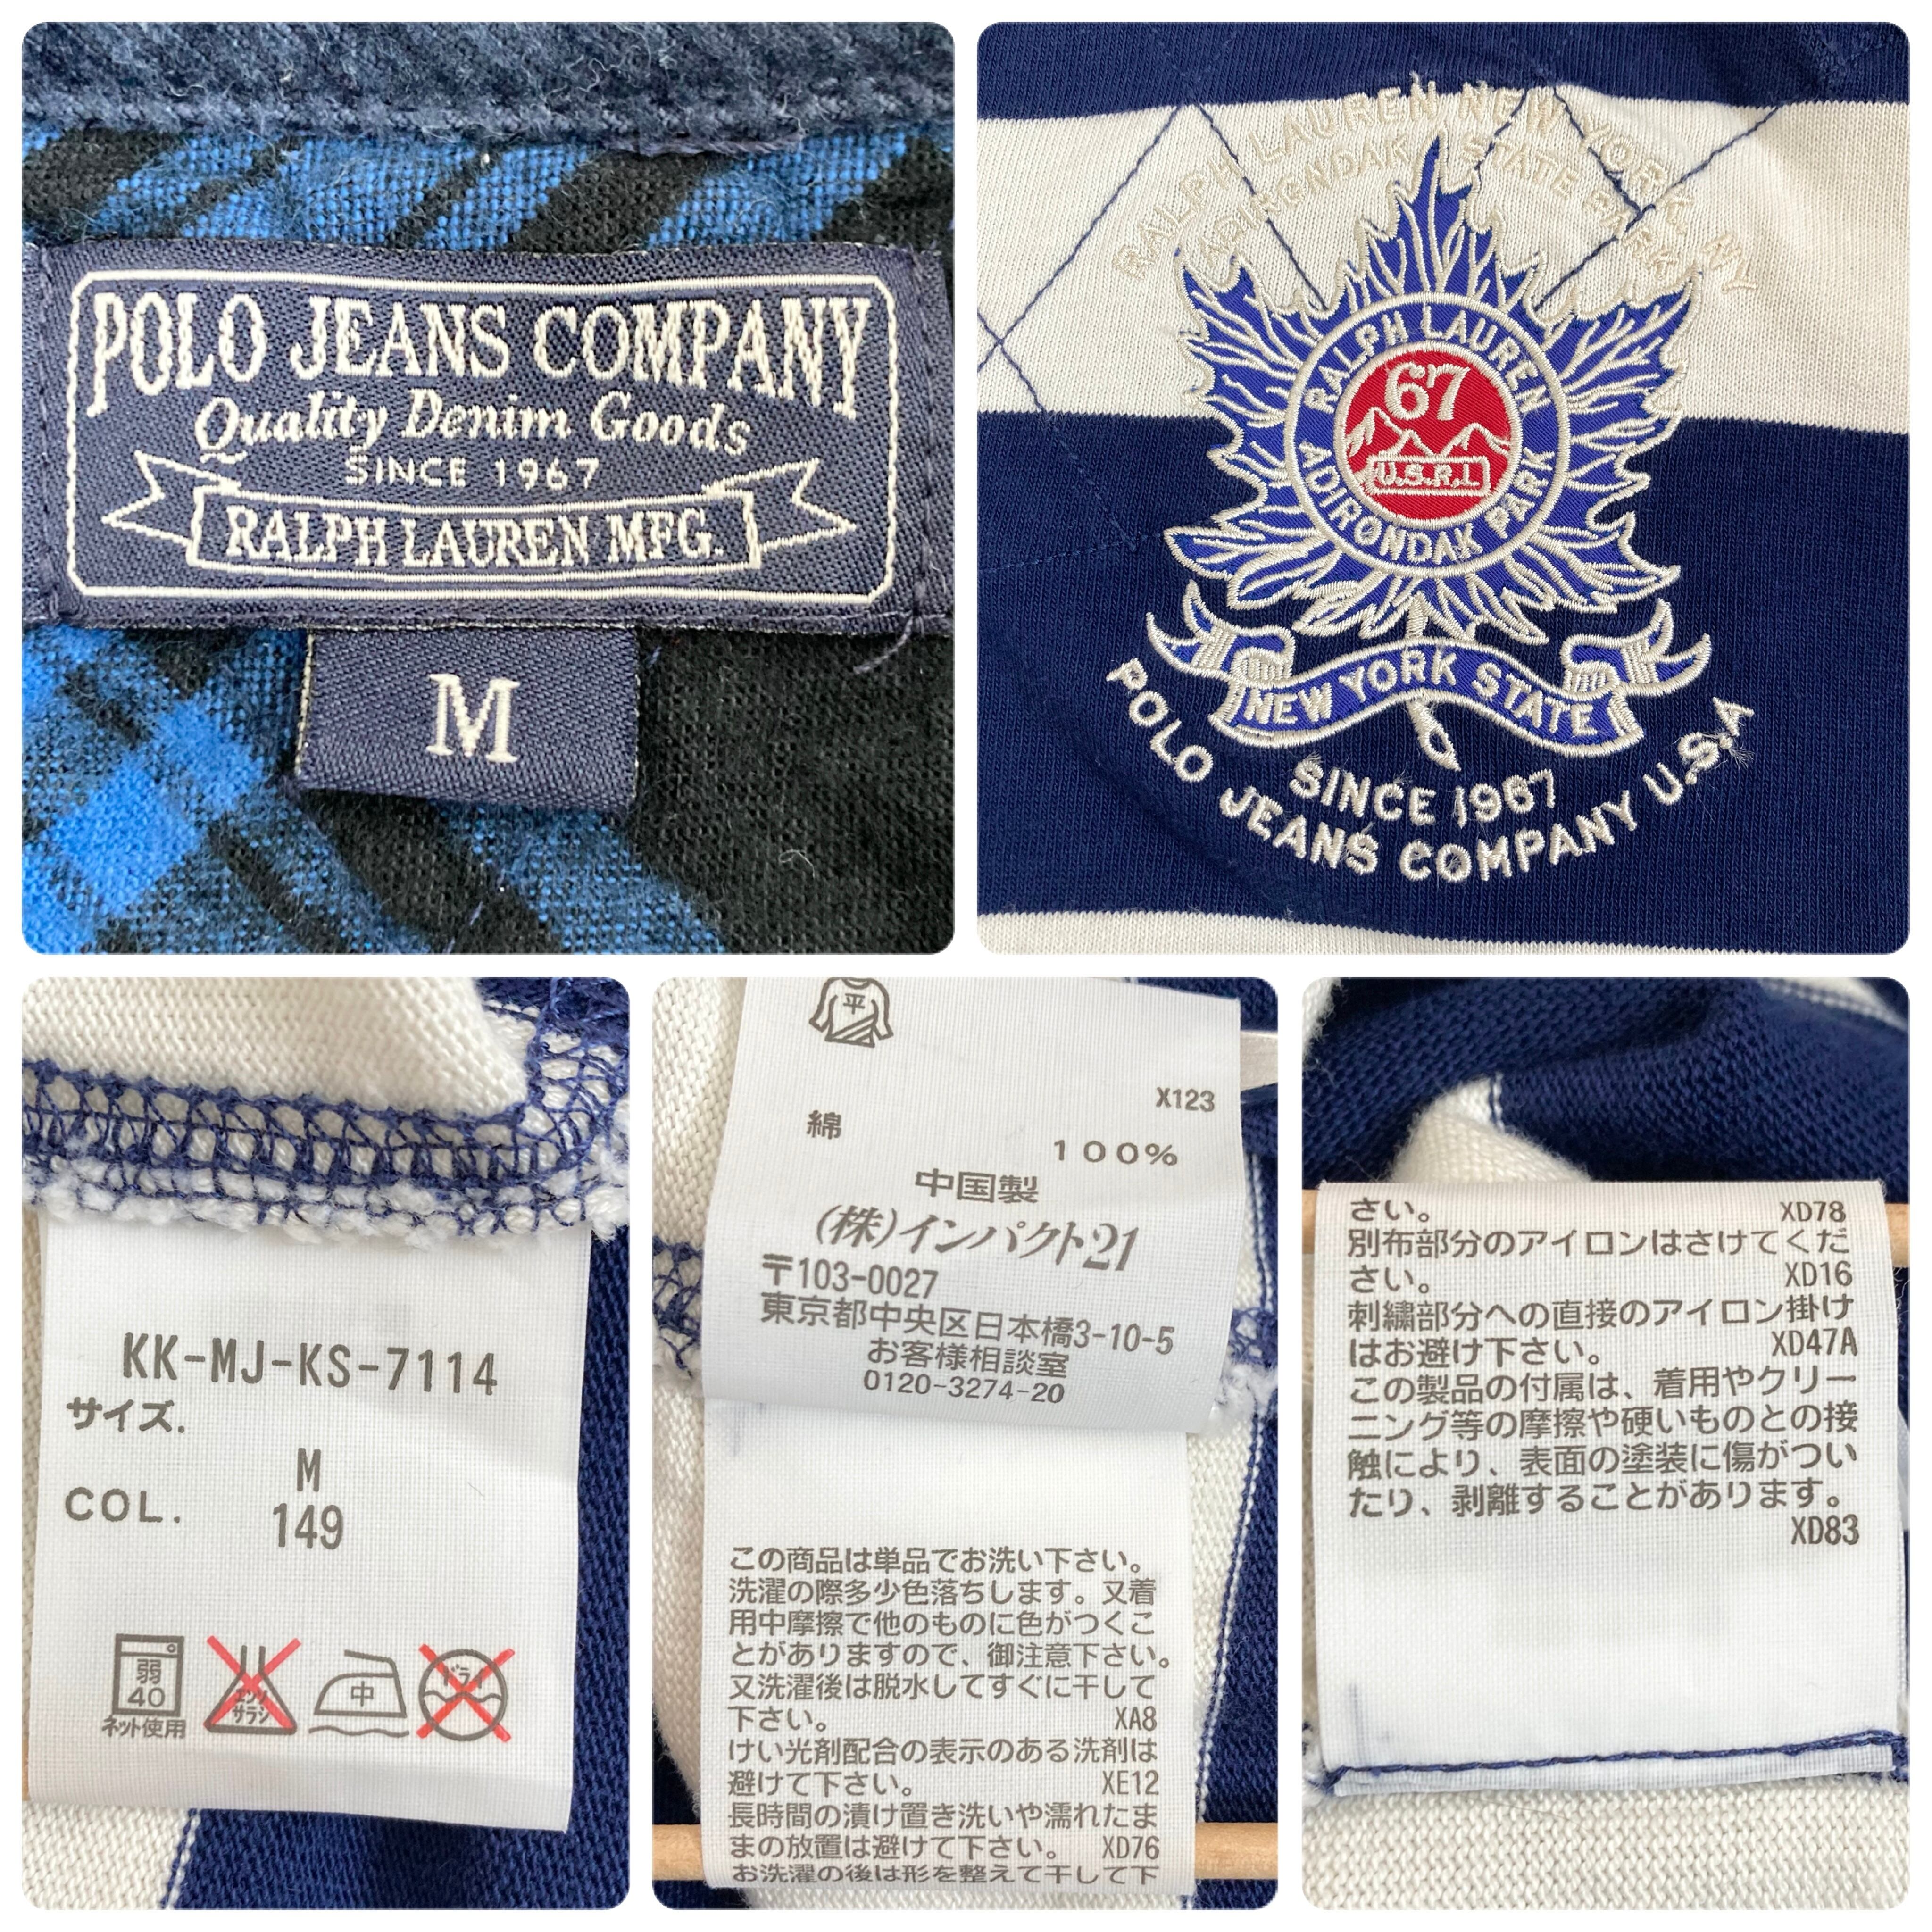 POLO JEANS COMPANY
Quality Denim Goods
SINCE 1967
RALPH LAUREN MFG.
M
RALPH LAUREN NEW YORK, NY
ADIRONDAK STATE PARK
RALPH LAUREN
67
U.S.R.L
ADIRONDAK PARK
NEW YORK STATE
SINCE 1967
POLO JEANS COMPANY U.S.A
KK-MJ-KS-7114
サイズ.
M
COL.
149
弱
40
ネット使用
エンソ
サラシ
中
ドライ
平
X123
綿
100%
中国製
(株)インパクト21
〒103-0027
東京都中央区日本橋3-10-5
お客様相談室
0120-3274-20
この商品は単品でお洗い下さい。
洗濯の際多少色落ちします。又着
用中摩擦で他のものに色がつくこ
とがありますので、御注意下さい。
又洗濯後は脱水してすぐに干して
下さい。 XA8
けい光剤配合の表示のある洗剤は
避けて下さい。 XE12
長時間の漬け置き洗いや濡れたま
まの放置は避けて下さい。 XD76
お洗濯の後は形を整えて干して下
さい。 XD78
別布部分のアイロンはさけてくだ
さい。 XD16
刺繍部分への直接のアイロン掛け
はお避け下さい。 XD47A
この製品の付属は、着用やクリー
ニング等の摩擦や硬いものとの接
触により、表面の塗装に傷がつい
たり、剥離することがあります。
XD83